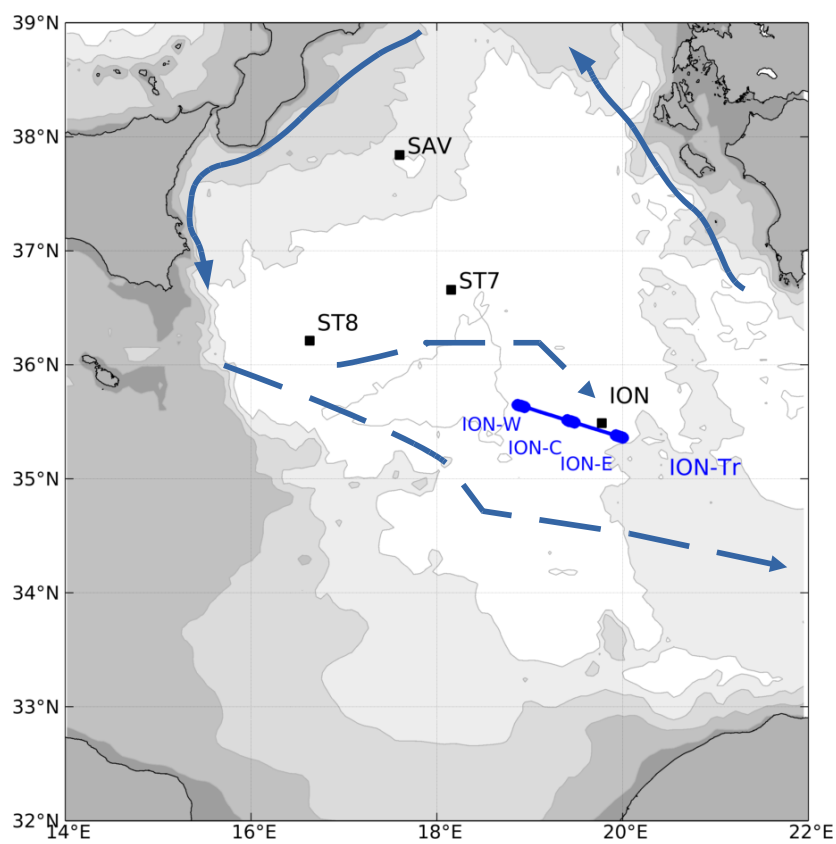 39°N
38°N
SAV
37°N
ST7
ST8
36°N
ION
ION-W
ION-C
ION-E
ION-Tr
35°N
34°N
33°N
32°N
14°E
16°E
18°E
20°E
22°E